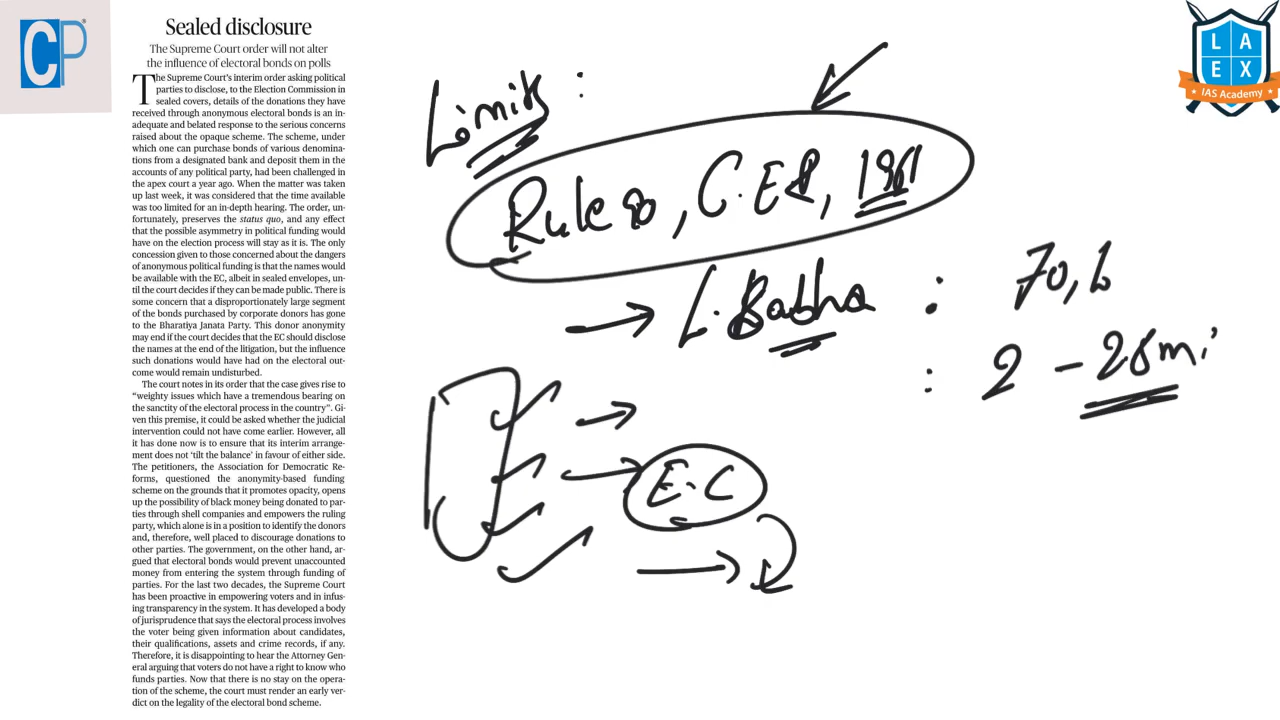 CP®
Sealed disclosure
The Supreme Court order will not alter
the influence of electoral bonds on polls
The Supreme Court's interim order asking political
parties to disclose, to the Election Commission in
sealed covers, details of the donations they have
received through anonymous electoral bonds is an in-
adequate and belated response to the serious concerns
raised about the opaque scheme. The scheme, under
which one can purchase bonds of various denomina-
tions from a designated bank and deposit them in the
accounts of any political party, had been challenged in
the apex court a year ago. When the matter was taken
up last week, it was considered that the time available
was too limited for an in-depth hearing. The order, un-
fortunately, preserves the status quo, and any effect
that the possible asymmetry in political funding would
have on the election process will stay as it is. The only
concession given to those concerned about the dangers
of anonymous political funding is that the names would
be available with the EC, albeit in sealed envelopes, un-
til the court decides if they can be made public. There is
some concern that a disproportionately large segment
of the bonds purchased by corporate donors has gone
to the Bharatiya Janata Party. This donor anonymity
may end if the court decides that the EC should disclose
the names at the end of the litigation, but the influence
such donations would have had on the electoral out-
come would remain undisturbed.
The court notes in its order that the case gives rise to
"weighty issues which have a tremendous bearing on
the sanctity of the electoral process in the country". Gi-
ven this premise, it could be asked whether the judicial
intervention could not have come earlier. However, all
it has done now is to ensure that its interim arrange-
ment does not 'tilt the balance' in favour of either side.
The petitioners, the Association for Democratic Re-
forms, questioned the anonymity-based funding
scheme on the grounds that it promotes opacity, opens
up the possibility of black money being donated to par-
ties through shell companies and empowers the ruling
party, which alone is in a position to identify the donors
and, therefore, well placed to discourage donations to
other parties. The government, on the other hand, ar-
gued that electoral bonds would prevent unaccounted
money from entering the system through funding of
parties. For the last two decades, the Supreme Court
has been proactive in empowering voters and in infus-
ing transparency in the system. It has developed a body
of jurisprudence that says the electoral process involves
the voter being given information about candidates,
their qualifications, assets and crime records, if any.
Therefore, it is disappointing to hear the Attorney Gen-
eral arguing that voters do not have a right to know who
funds parties. Now that there is no stay on the opera-
tion of the scheme, the court must render an early ver-
dict on the legality of the electoral bond scheme.
Limits :
Rule 90, C.ER, 1961
L. Sabha : 70, L
: 2 - 28 mi
E.C
L A
E X
IAS Academy